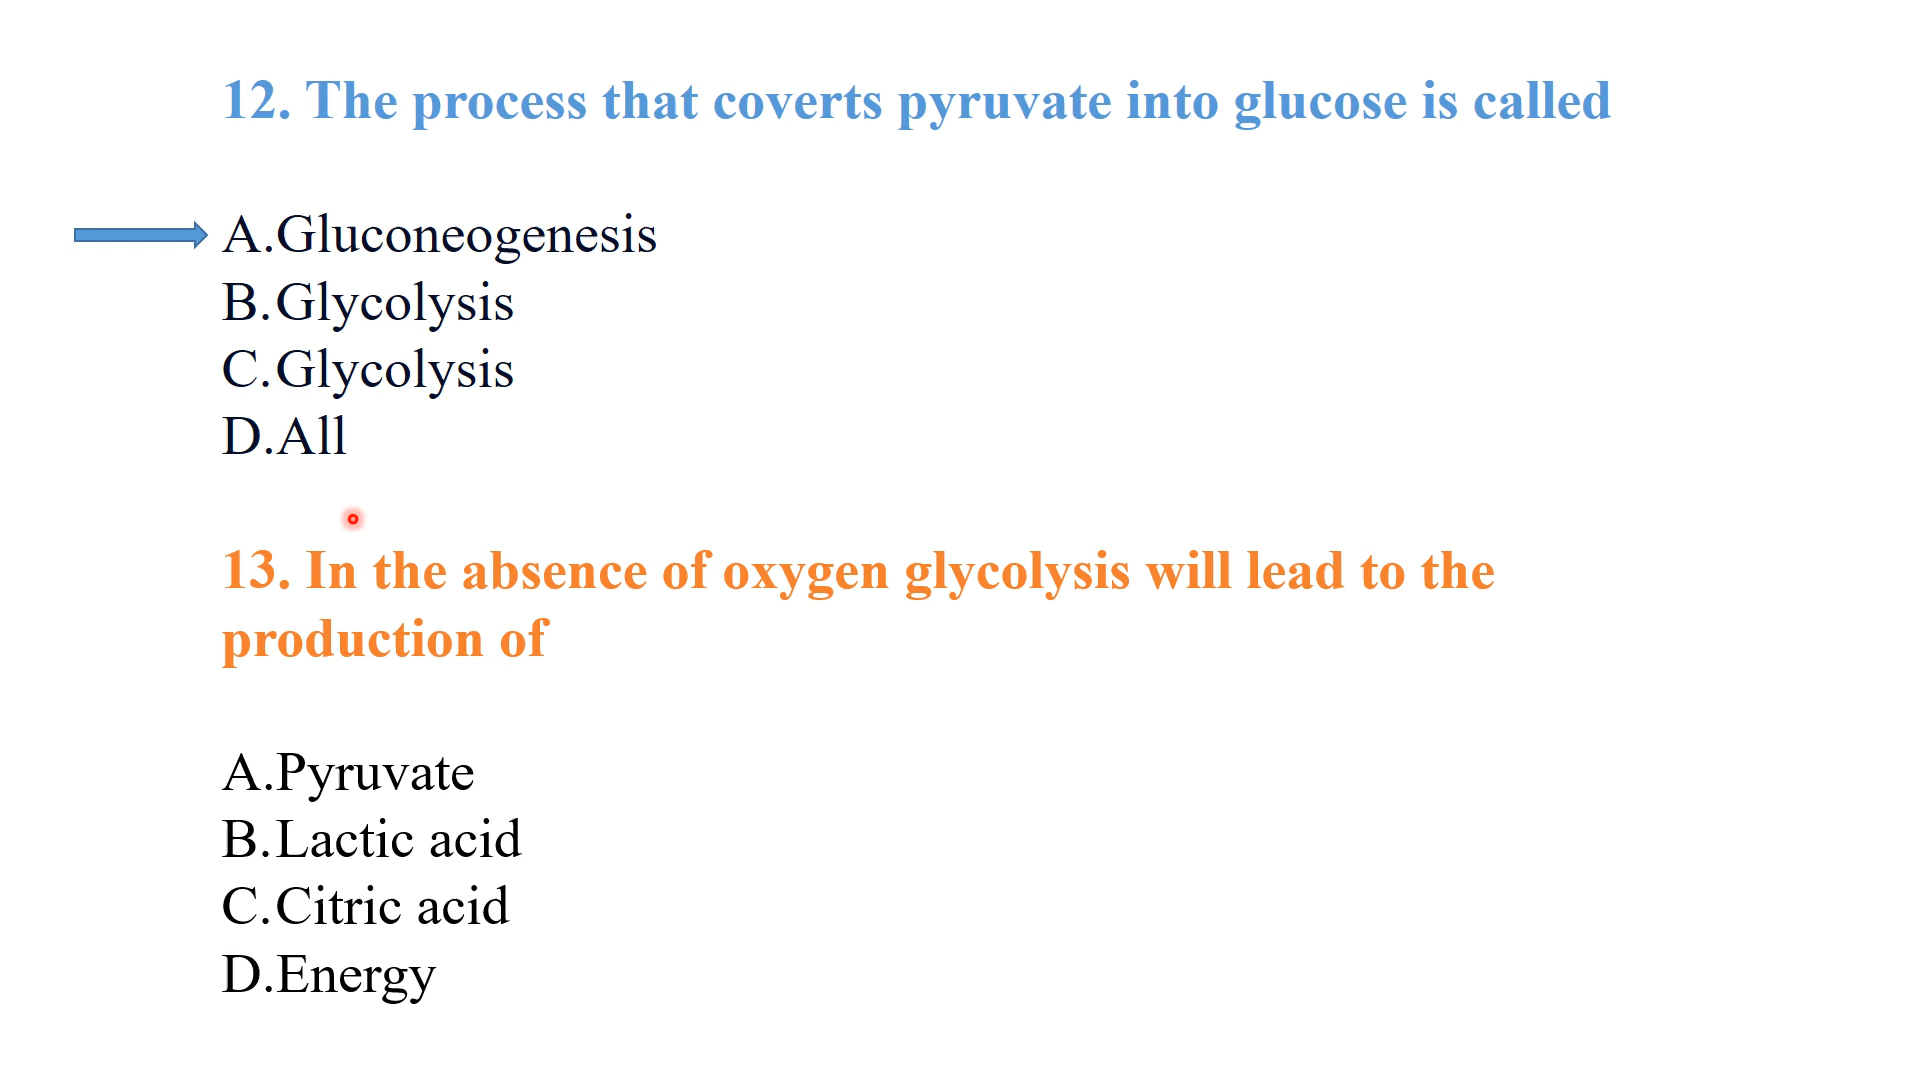 12. The process that coverts pyruvate into glucose is called
A.Gluconeogenesis
B.Glycolysis
C.Glycolysis
D.All
13. In the absence of oxygen glycolysis will lead to the
production of
A.Pyruvate
B.Lactic acid
C.Citric acid
D.Energy